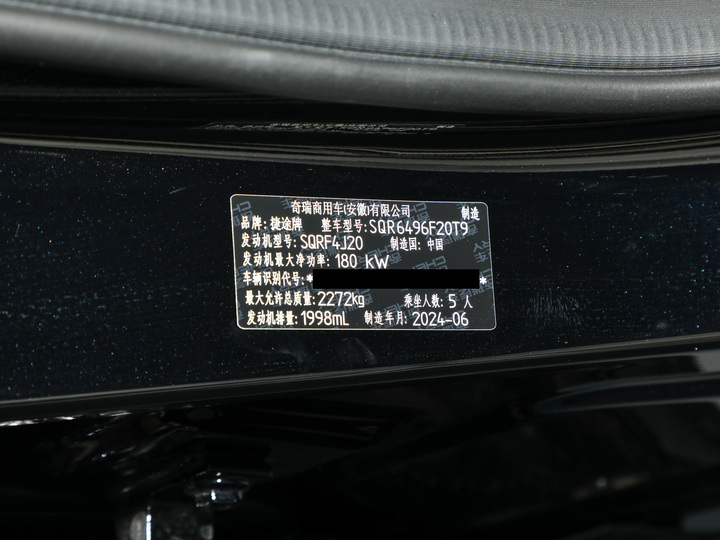 奇瑞商用车(安徽)有限公司 制造
品牌:捷途牌 整车型号:SQR6496F20T9
发动机型号:SQRF4J20 制造国:中国
发动机最大净功率:180 KW
车辆识别代号:* *
最大允许总质量:2272kg 乘坐人数:5 人
发动机排量:1998mL 制造年月:2024-06